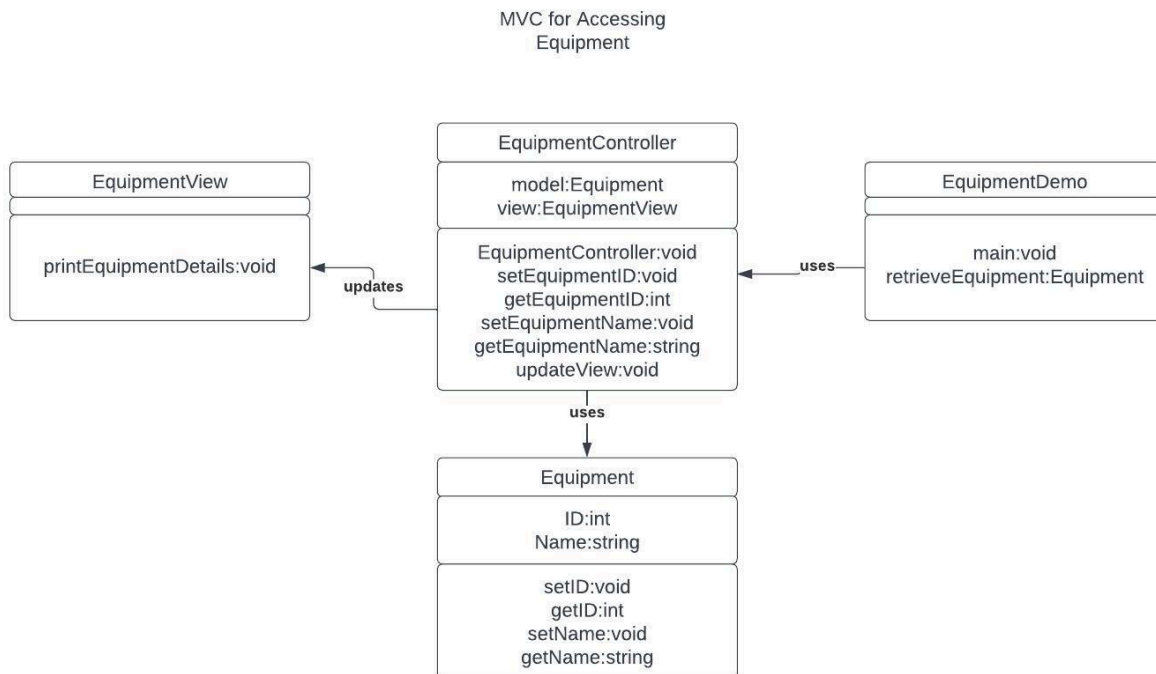 MVC for Accessing
Equipment
EquipmentView
printEquipmentDetails:void
updates
EquipmentController
model:Equipment
view:EquipmentView
EquipmentController:void
setEquipmentID:void
getEquipmentID:int
setEquipmentName:void
getEquipmentName:string
updateView:void
uses
EquipmentDemo
main:void
retrieveEquipment:Equipment
uses
Equipment
ID:int
Name:string
setID:void
getID:int
setName:void
getName:string